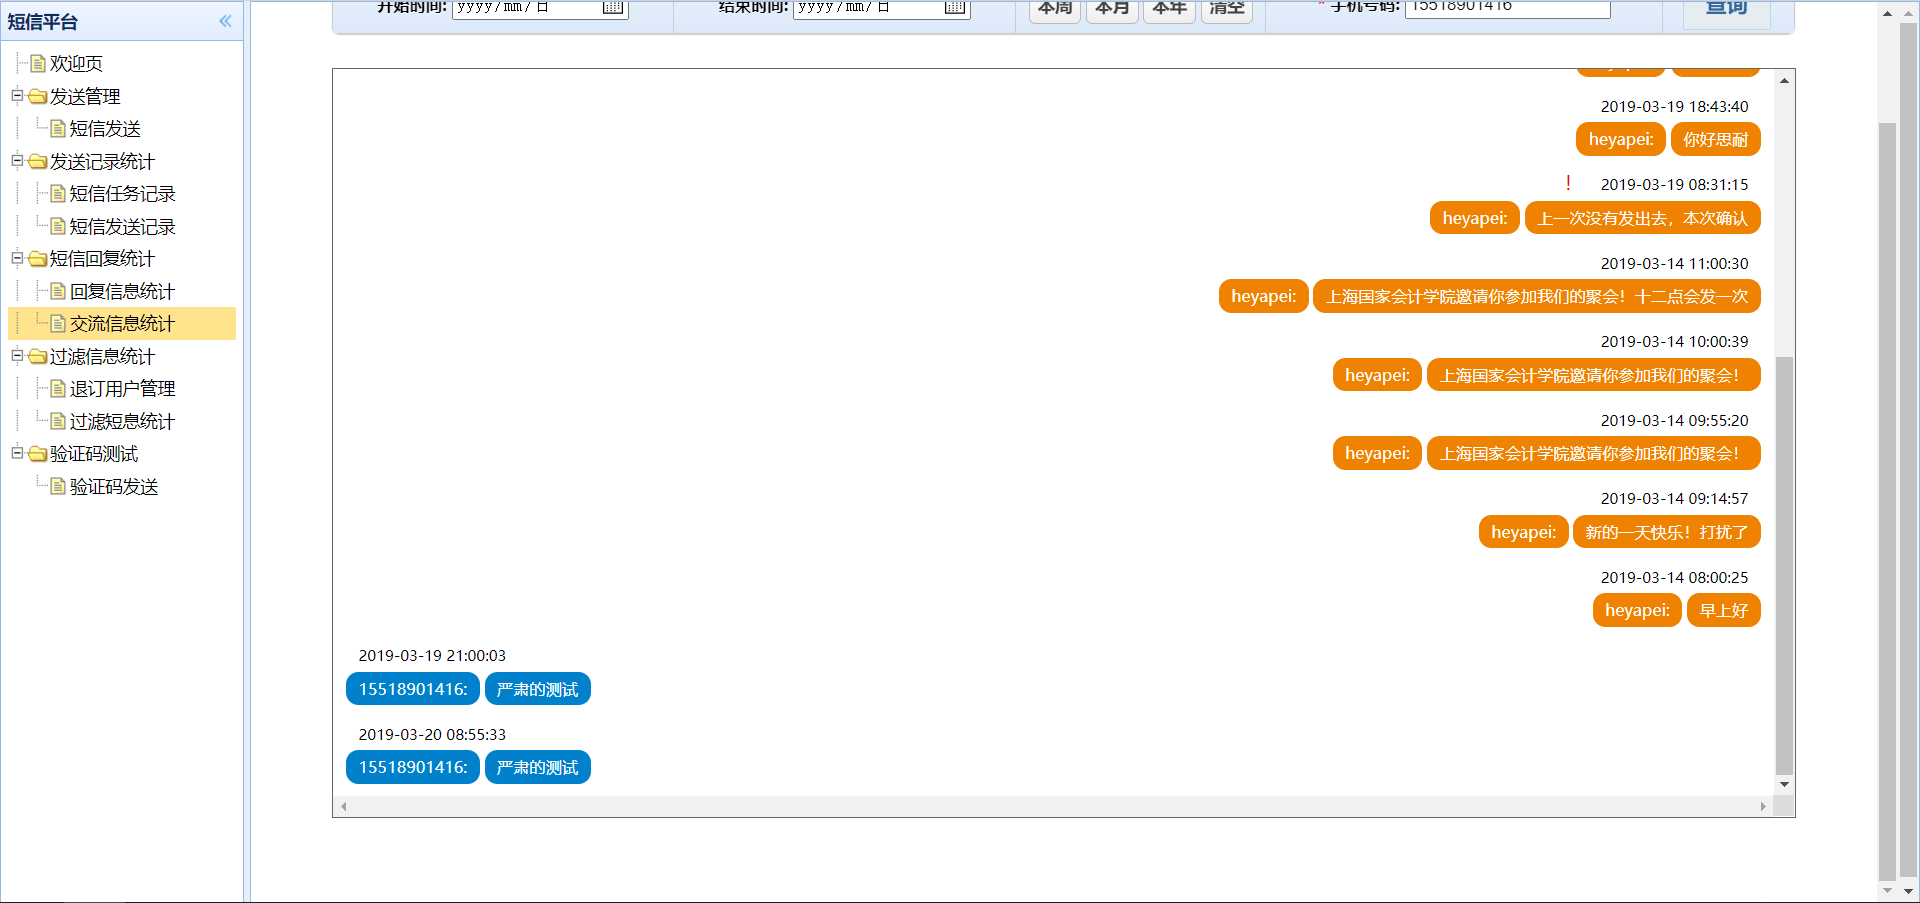 短信平台
欢迎页
发送管理
短信发送
发送记录统计
短信任务记录
短信发送记录
短信回复统计
回复信息统计
交流信息统计
过滤信息统计
退订用户管理
过滤短息统计
验证码测试
验证码发送
开始时间: yyyy/mm/日 结束时间: yyyy/mm/日 本周 本月 本年 清空 * 手机号码: 15518901416 查询
2019-03-19 18:43:40
heyapei: 你好思耐
! 2019-03-19 08:31:15
heyapei: 上一次没有发出去，本次确认
2019-03-14 11:00:30
heyapei: 上海国家会计学院邀请你参加我们的聚会！十二点会发一次
2019-03-14 10:00:39
heyapei: 上海国家会计学院邀请你参加我们的聚会！
2019-03-14 09:55:20
heyapei: 上海国家会计学院邀请你参加我们的聚会！
2019-03-14 09:14:57
heyapei: 新的一天快乐！打扰了
2019-03-14 08:00:25
heyapei: 早上好
2019-03-19 21:00:03
15518901416: 严肃的测试
2019-03-20 08:55:33
15518901416: 严肃的测试